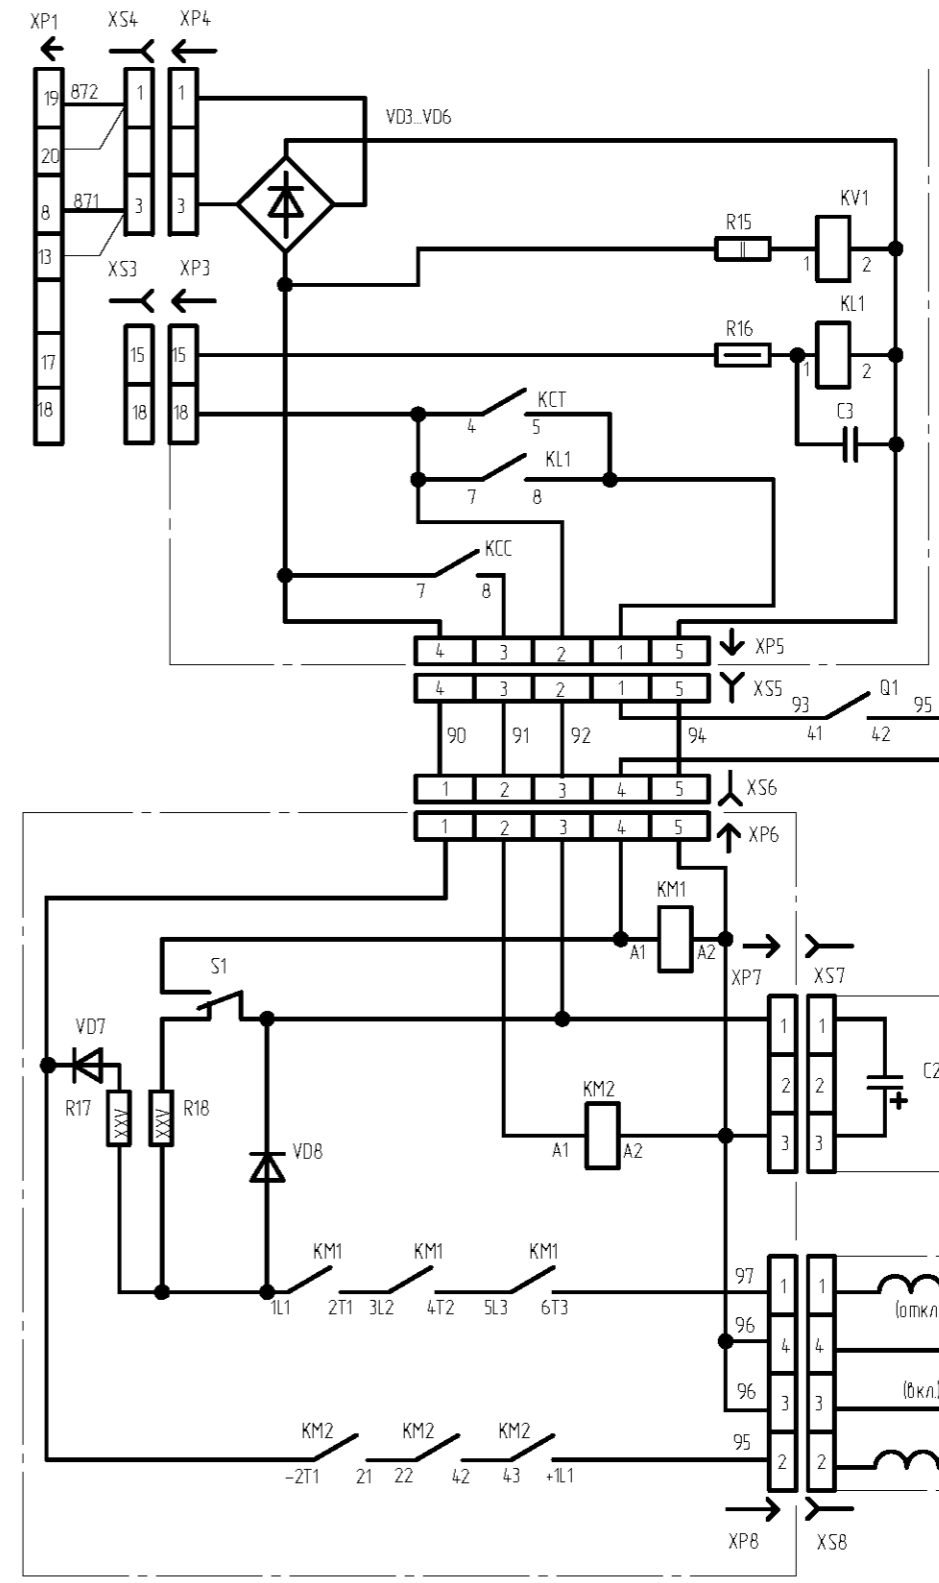 XP1 XS4 XP4
19 872 1 1
VD3...VD6
20
8 871 3 3
KV1
R15
13
1 2
XS3 XP3
KL1
R16
17 15 15
1 2
18 18 18
KCT
C3
4 5
KL1
7 8
KCC
7 8
4 3 2 1 5 XP5
4 3 2 1 5 XS5
Q1
93 95
90 91 92 94 41 42
1 2 3 4 5 XS6
1 2 3 4 5 XP6
KM1
A1 A2
S1
XP7 XS7
VD7
1 1
KM2
2 2 C2
R17 XXV XXV R18
+
VD8 A1 A2 3 3
KM1 KM1 KM1
97 1 1
1L1 2T1 3L2 4T2 5L3 6T3
(откл
96 4 4
96 3 3 (вкл.)
KM2 KM2 KM2
95 2 2
-2T1 21 22 42 43 +1L1
XP8 XS8